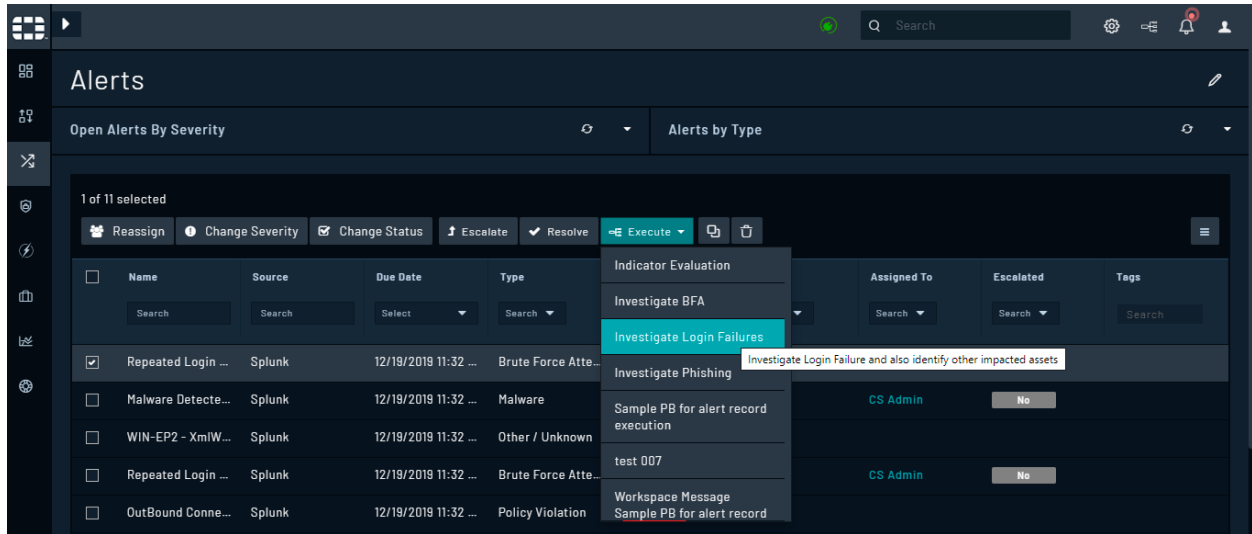 Search
Alerts
Open Alerts By Severity
Alerts by Type
1 of 11 selected
Reassign Change Severity Change Status Escalate Resolve Execute
Name Source Due Date Type Assigned To Escalated Tags
Search Search Select Search Search Search Search
Indicator Evaluation
Investigate BFA
Investigate Login Failures
Investigate Login Failure and also identify other impacted assets
Investigate Phishing
Sample PB for alert record
execution
test 007
Workspace Message
Sample PB for alert record
Repeated Login ... Splunk 12/19/2019 11:32 ... Brute Force Atte...
Malware Detecte... Splunk 12/19/2019 11:32 ... Malware CS Admin No
WIN-EP2 - XmlW... Splunk 12/19/2019 11:32 ... Other / Unknown
Repeated Login ... Splunk 12/19/2019 11:32 ... Brute Force Atte... CS Admin No
OutBound Conne... Splunk 12/19/2019 11:32 ... Policy Violation